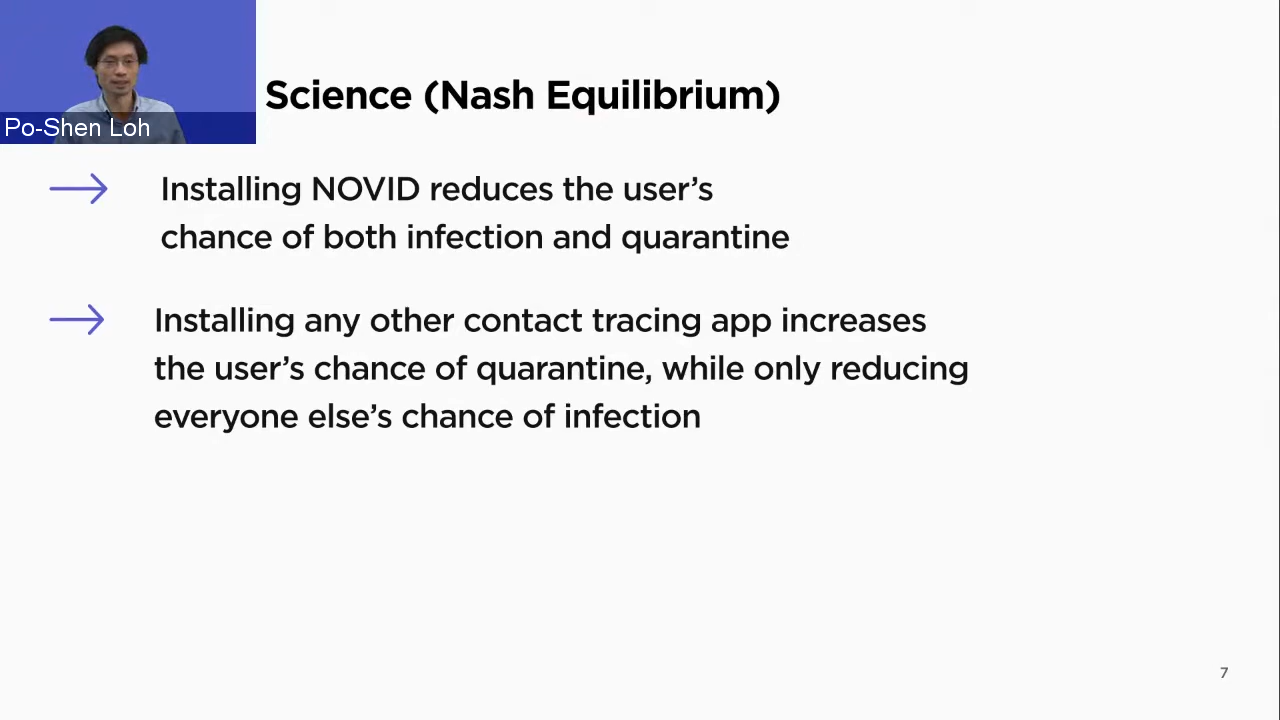 Po-Shen Loh
Science (Nash Equilibrium)
Installing NOVID reduces the user’s
chance of both infection and quarantine
Installing any other contact tracing app increases
the user’s chance of quarantine, while only reducing
everyone else’s chance of infection
7